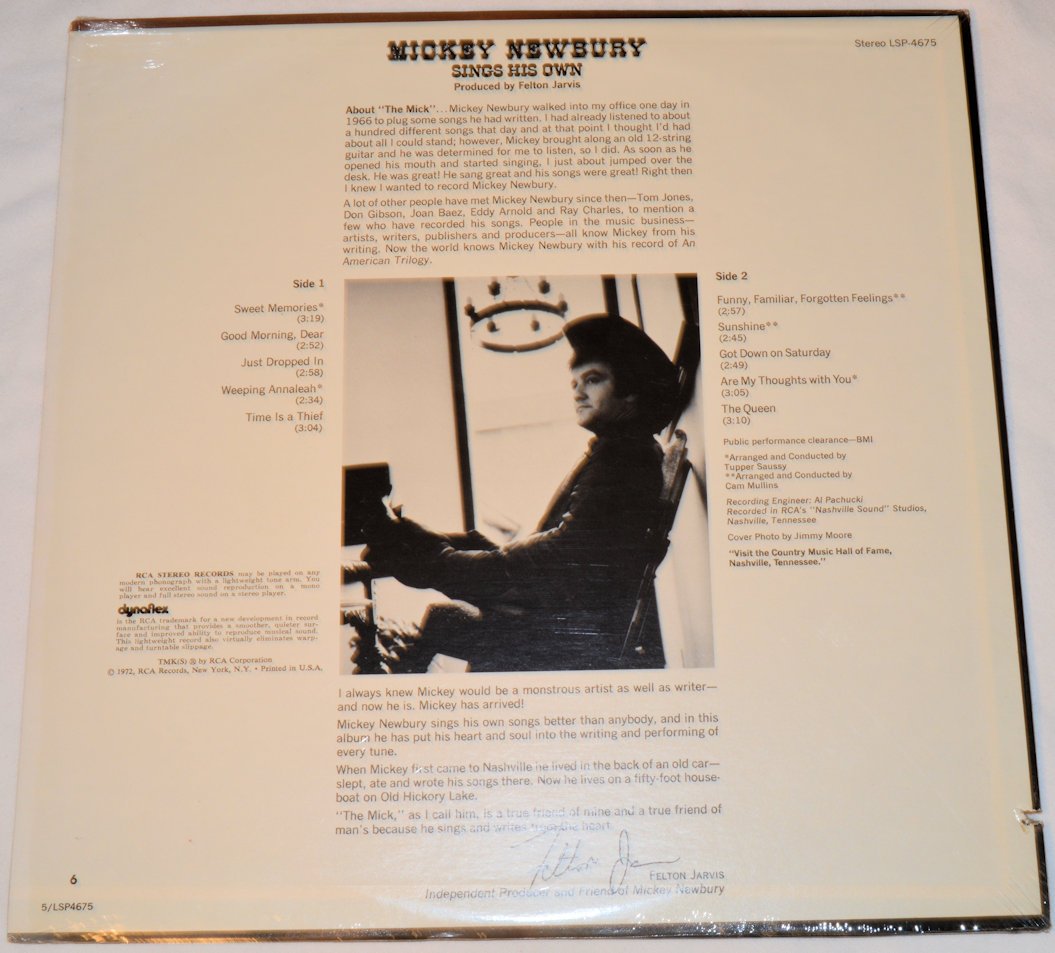 MICKEY NEWBURY
SINGS HIS OWN
Produced by Felton Jarvis
Stereo LSP-4675
About "The Mick"... Mickey Newbury walked into my office one day in
1966 to plug some songs he had written. I had already listened to about
a hundred different songs that day and at that point I thought I'd had
about all I could stand; however, Mickey brought along an old 12-string
guitar and he was determined for me to listen, so I did. As soon as he
opened his mouth and started singing, I just about jumped over the
desk. He was great! He sang great and his songs were great! Right then
I knew I wanted to record Mickey Newbury.
A lot of other people have met Mickey Newbury since then—Tom Jones,
Don Gibson, Joan Baez, Eddy Arnold and Ray Charles, to mention a
few who have recorded his songs. People in the music business—
artists, writers, publishers and producers—all know Mickey from his
writing. Now the world knows Mickey Newbury with his record of An
American Trilogy.
Side 1
Sweet Memories*
(3:19)
Good Morning, Dear
(2:52)
Just Dropped In
(2:58)
Weeping Annaleah*
(2:34)
Time Is a Thief
(3:04)
Side 2
Funny, Familiar, Forgotten Feelings**
(2:57)
Sunshine**
(2:45)
Got Down on Saturday
(2:49)
Are My Thoughts with You*
(3:05)
The Queen
(3:10)
Public performance clearance—BMI
*Arranged and Conducted by
Tupper Saussy
**Arranged and Conducted by
Cam Mullins
Recording Engineer: Al Pachucki
Recorded in RCA's "Nashville Sound" Studios,
Nashville, Tennessee
Cover Photo by Jimmy Moore
"Visit the Country Music Hall of Fame,
Nashville, Tennessee."
RCA STEREO RECORDS may be played on any
modern phonograph with a lightweight tone arm. You
will hear excellent sound reproduction on a mono
player and full stereo sound on a stereo player.
dynaflex
is the RCA trademark for a new development in record
manufacturing that provides a smoother, quieter sur-
face and improved ability to reproduce musical sound.
This lightweight record also virtually eliminates warp-
age and turntable slippage.
TMK(S) ® by RCA Corporation
© 1972, RCA Records, New York, N.Y. • Printed in U.S.A.
I always knew Mickey would be a monstrous artist as well as writer—
and now he is. Mickey has arrived!
Mickey Newbury sings his own songs better than anybody, and in this
album he has put his heart and soul into the writing and performing of
every tune.
When Mickey first came to Nashville he lived in the back of an old car—
slept, ate and wrote his songs there. Now he lives on a fifty-foot house-
boat on Old Hickory Lake.
"The Mick," as I call him, is a true friend of mine and a true friend of
man's because he sings and writes from the heart.
Felton Jarvis
FELTON JARVIS
Independent Producer and Friend of Mickey Newbury
6
5/LSP4675